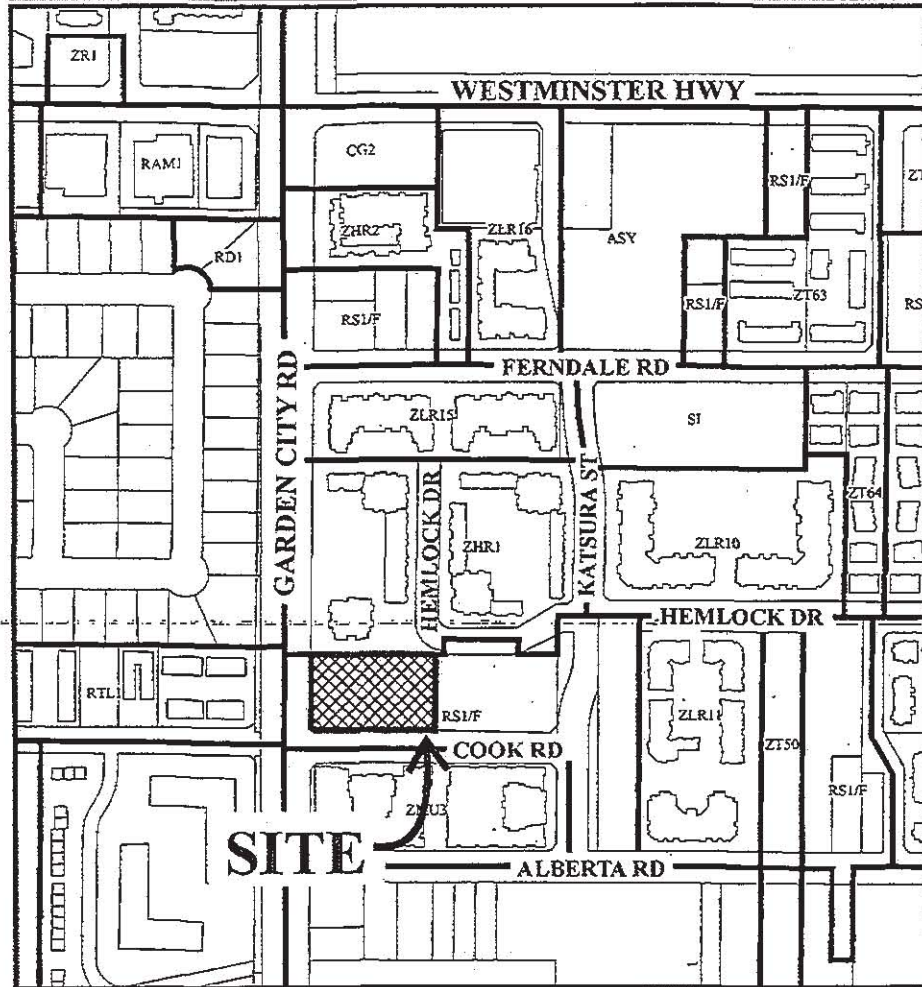 ZR1
WESTMINSTER HWY
RAM1
CG2
RS1/F
ZHR2
ZLR16
ASY
RD1
RS1/F
ZT63
RS1/F
FERNDALE RD
GARDEN CITY RD
ZLR15
SI
HEMLOCK DR
ZHR1
KATSURA ST
ZLR10
ZT64
HEMLOCK DR
RTL1
RS1/F
ZLR11
ZT50
COOK RD
ZMU3
RS1/F
SITE
ALBERTA RD